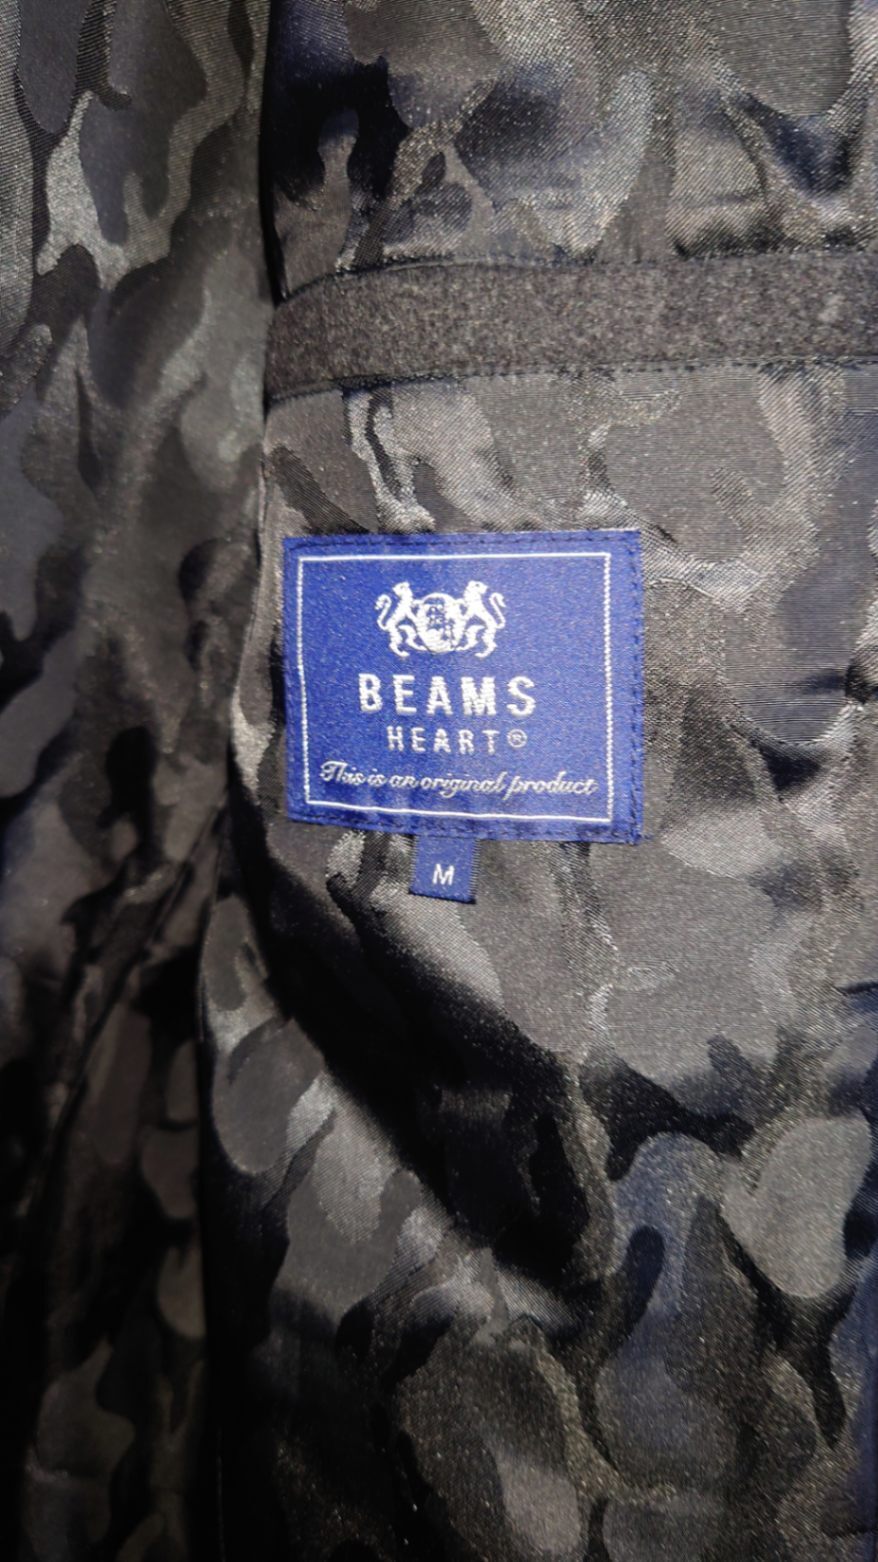 BEAMS
HEART®
This is an original product
M